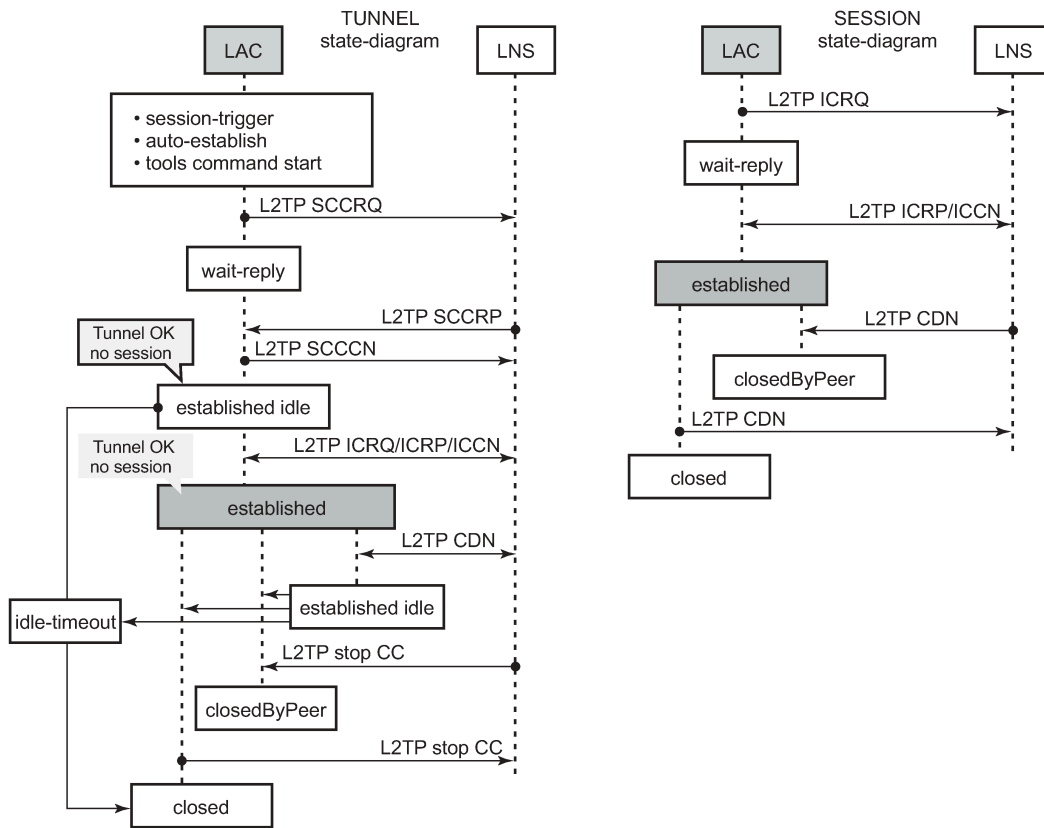 TUNNEL
state-diagram
LAC
LNS
• session-trigger
• auto-establish
• tools command start
L2TP SCCRQ
wait-reply
L2TP SCCRP
Tunnel OK
no session
L2TP SCCCN
established idle
Tunnel OK
no session
L2TP ICRQ/ICRP/ICCN
established
L2TP CDN
established idle
idle-timeout
L2TP stop CC
closedByPeer
L2TP stop CC
closed
SESSION
state-diagram
LAC
LNS
L2TP ICRQ
wait-reply
L2TP ICRP/ICCN
established
L2TP CDN
closedByPeer
L2TP CDN
closed